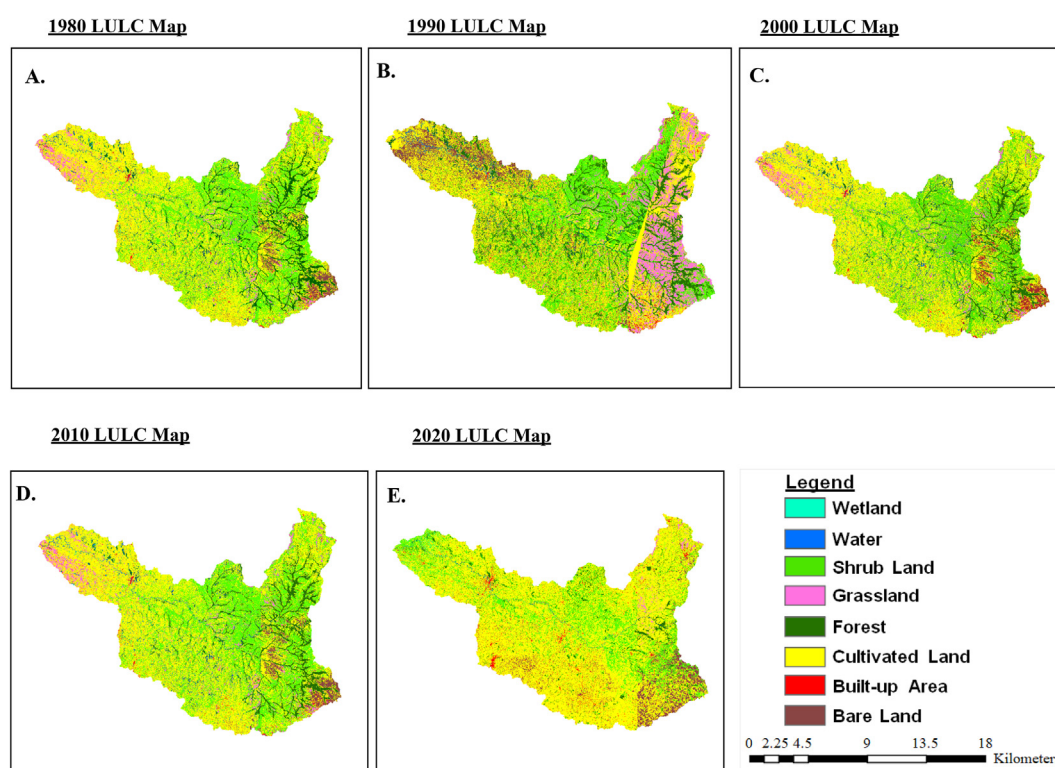 1980 LULC Map
1990 LULC Map
2000 LULC Map
A.
B.
C.
2010 LULC Map
2020 LULC Map
D.
E.
Legend
Wetland
Water
Shrub Land
Grassland
Forest
Cultivated Land
Built-up Area
Bare Land
0 2.25 4.5 9 13.5 18
Kilometer